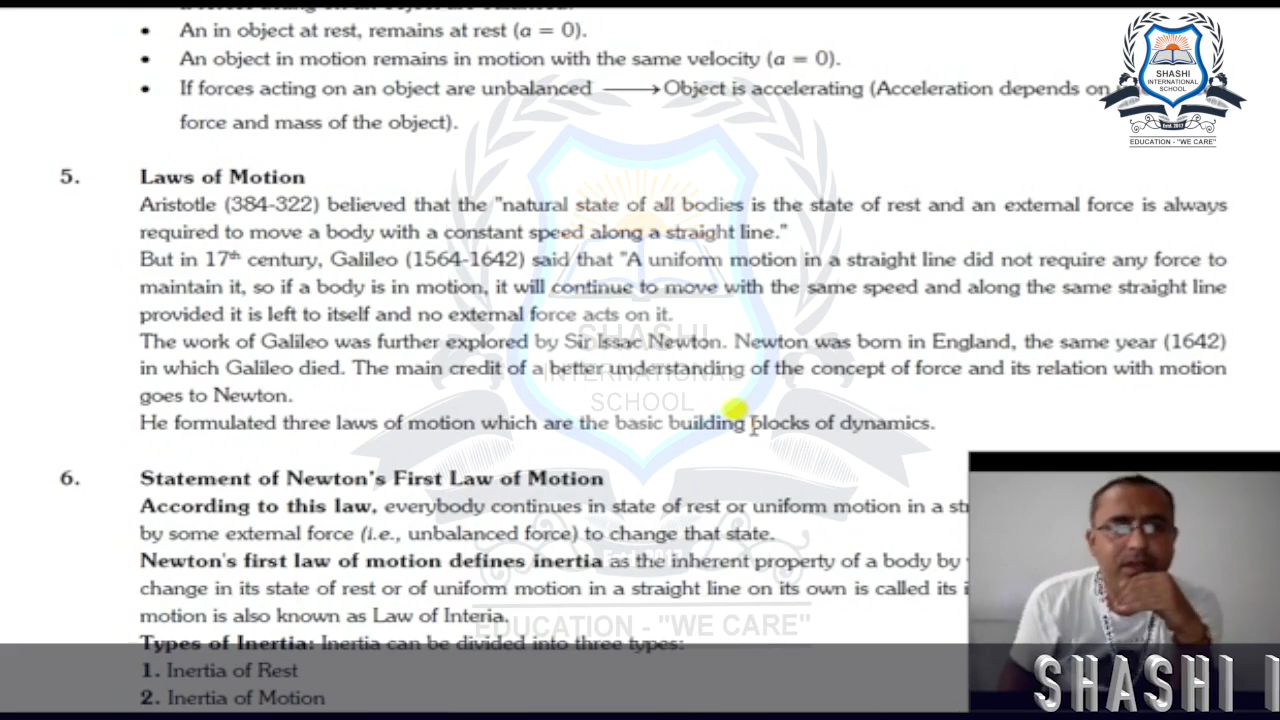 An in object at rest, remains at rest (a = 0).
An object in motion remains in motion with the same velocity (a = 0).
If forces acting on an object are unbalanced ⟶ Object is accelerating (Acceleration depends on
force and mass of the object).
5. Laws of Motion
Aristotle (384-322) believed that the "natural state of all bodies is the state of rest and an external force is always
required to move a body with a constant speed along a straight line."
But in 17th century, Galileo (1564-1642) said that "A uniform motion in a straight line did not require any force to
maintain it, so if a body is in motion, it will continue to move with the same speed and along the same straight line
provided it is left to itself and no external force acts on it.
The work of Galileo was further explored by Sir Issac Newton. Newton was born in England, the same year (1642)
in which Galileo died. The main credit of a better understanding of the concept of force and its relation with motion
goes to Newton.
He formulated three laws of motion which are the basic building blocks of dynamics.
6. Statement of Newton's First Law of Motion
According to this law, everybody continues in state of rest or uniform motion in a
by some external force (i.e., unbalanced force) to change that state.
Newton's first law of motion defines inertia as the inherent property of a body by
change in its state of rest or of uniform motion in a straight line on its own is called its
motion is also known as Law of Interia.
Types of Inertia: Inertia can be divided into three types:
1. Inertia of Rest
2. Inertia of Motion
SHASHI
INTERNATIONAL
SCHOOL
Estd. 2017
EDUCATION - "WE CARE"
SHASHI
INTERNATIONAL
SCHOOL
Estd. 2017
EDUCATION - "WE CARE"
SHASHI